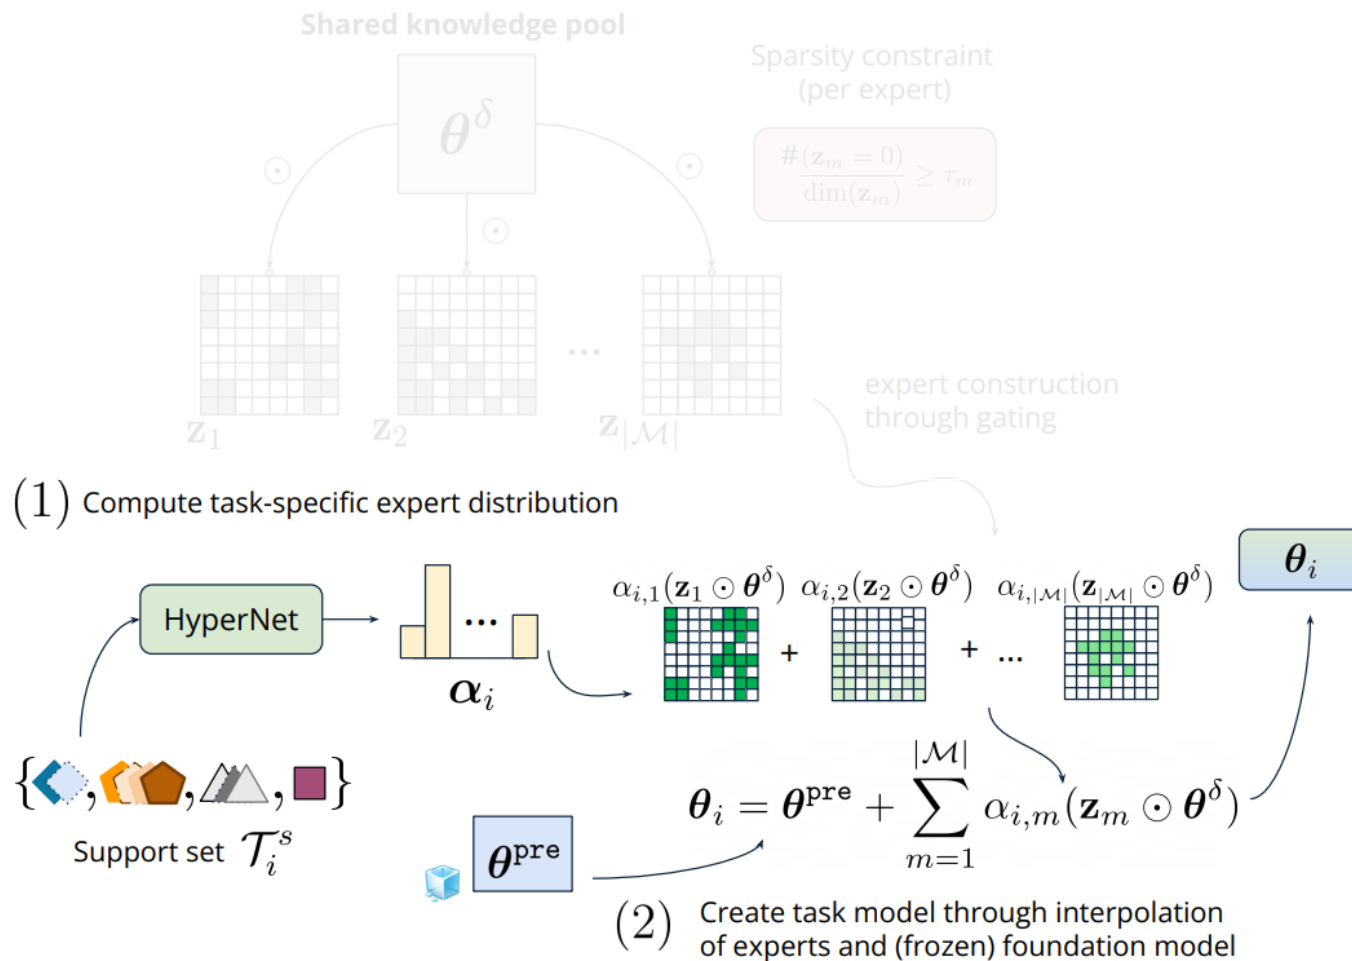 Shared knowledge pool
θ^δ
Sparsity constraint
(per expert)
#(z_m = 0) / dim(z_m) ≥ τ_m
⊙ ⊙ ⊙
z_1 z_2 ... z_|ℳ|
expert construction
through gating
(1) Compute task-specific expert distribution
HyperNet
...
α_i
α_{i,1}(z_1 ⊙ θ^δ) α_{i,2}(z_2 ⊙ θ^δ) α_{i,|ℳ|}(z_{|ℳ|} ⊙ θ^δ)
+ + ...
θ_i
{ , , , }
Support set 𝒯_i^s
θ^pre
θ_i = θ^pre + ∑_{m=1}^{|ℳ|} α_{i,m}(z_m ⊙ θ^δ)
(2) Create task model through interpolation
of experts and (frozen) foundation model